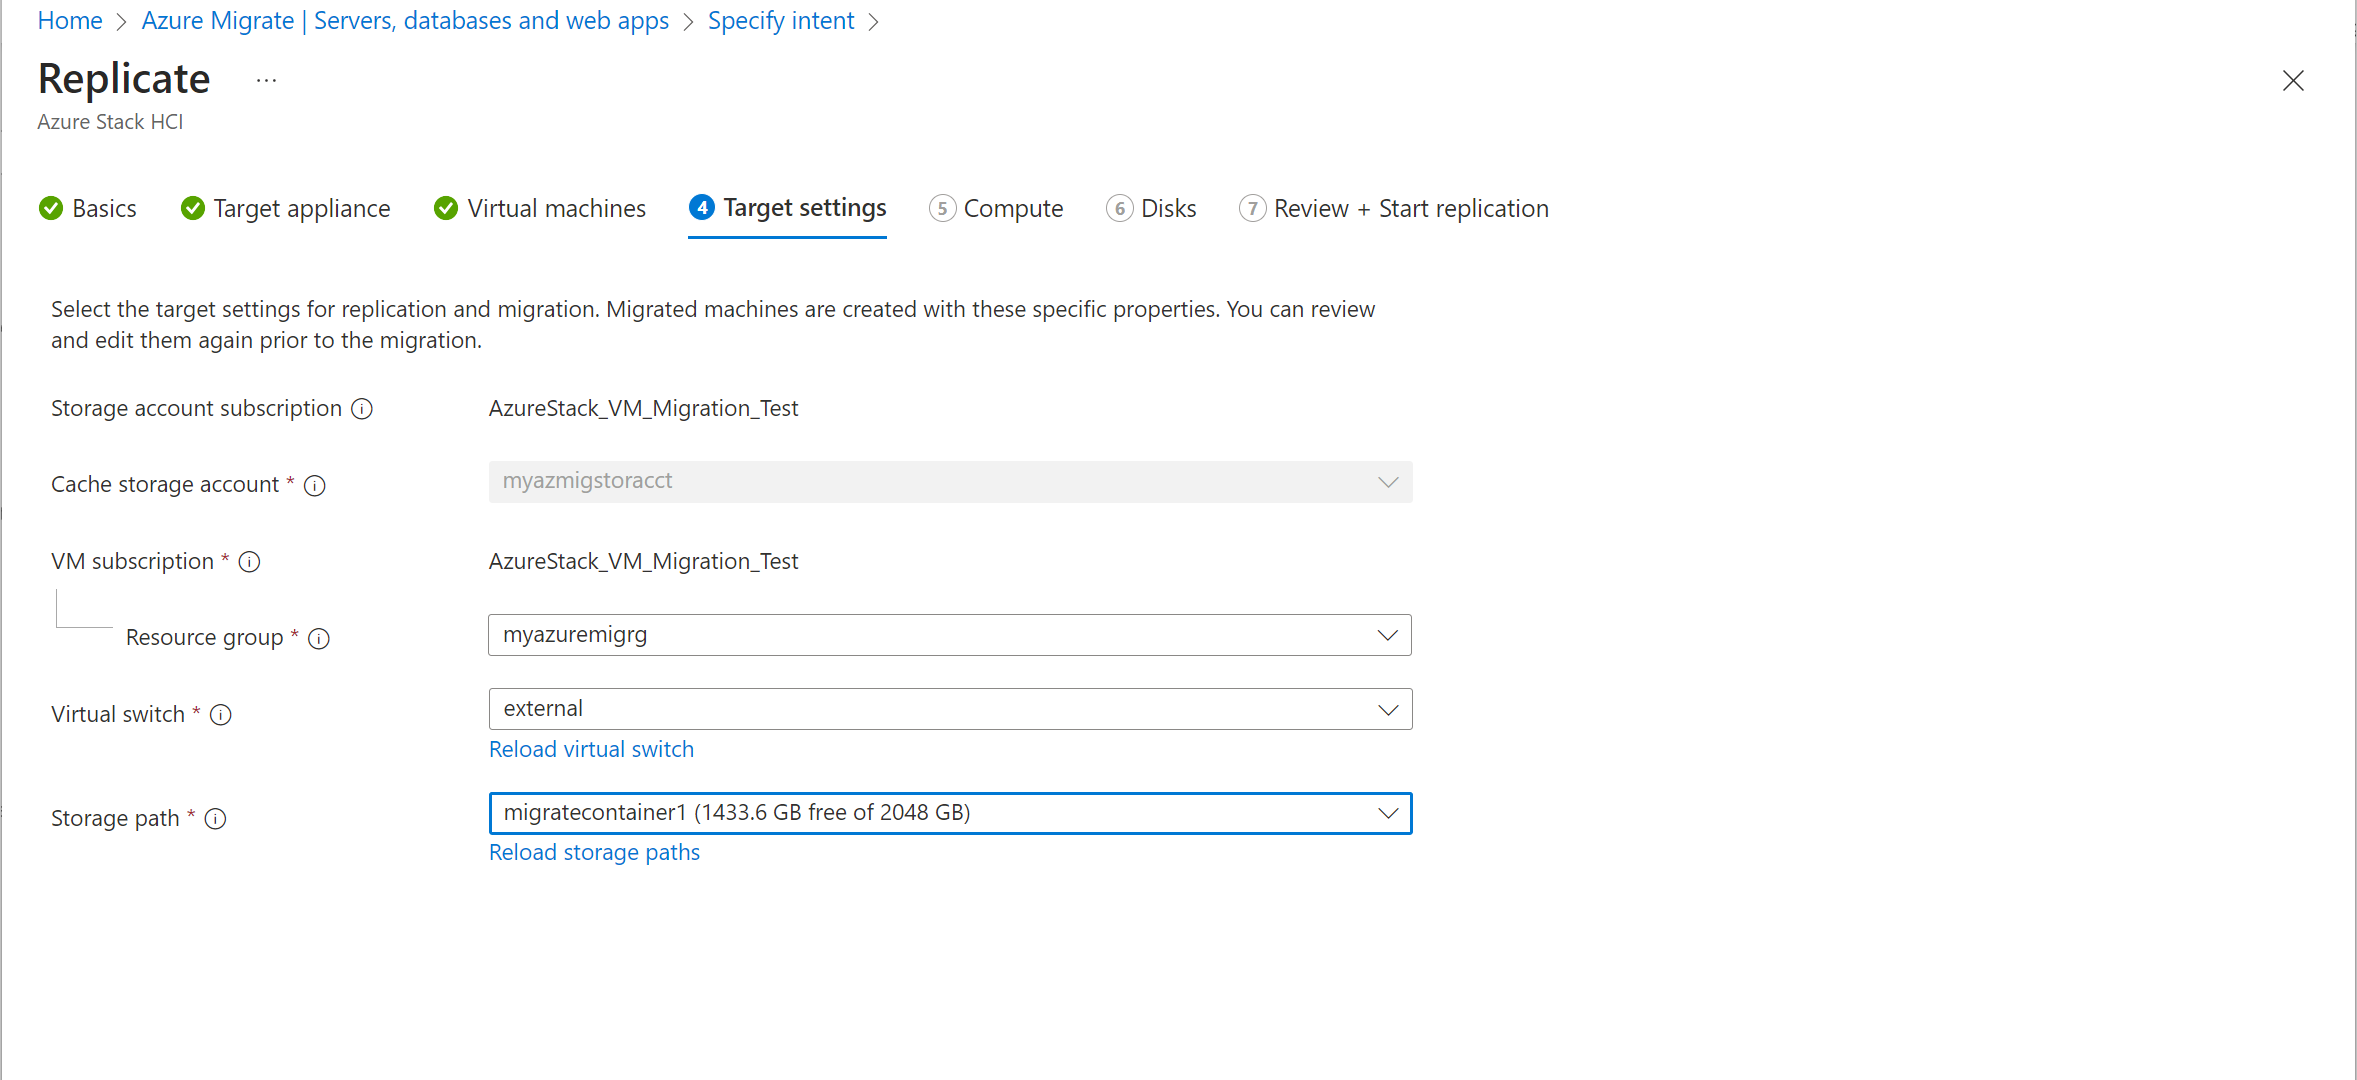 Home > Azure Migrate | Servers, databases and web apps > Specify intent >
Replicate ...
Azure Stack HCI
Basics Target appliance Virtual machines 4 Target settings 5 Compute 6 Disks 7 Review + Start replication
Select the target settings for replication and migration. Migrated machines are created with these specific properties. You can review
and edit them again prior to the migration.
Storage account subscription AzureStack_VM_Migration_Test
Cache storage account * myazmigstoracct
VM subscription * AzureStack_VM_Migration_Test
Resource group * myazuremigrg
Virtual switch * external
Reload virtual switch
Storage path * migratecontainer1 (1433.6 GB free of 2048 GB)
Reload storage paths